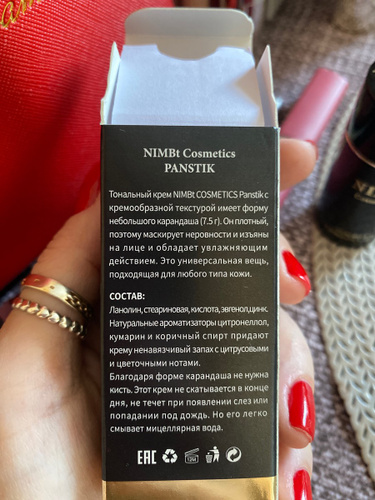 NIMBt Cosmetics
PANSTIK
Тональный крем NIMBt COSMETICS Panstik с
кремообразной текстурой имеет форму
небольшого карандаша (7.5 г). Он плотный,
поэтому маскирует неровности и изъяны
на лице и обладает увлажняющим
действием. Это универсальная вещь,
подходящая для любого типа кожи.
СОСТАВ:
Ланолин, стеариновая, кислота, эвгенол, цинк.
Натуральные ароматизаторы цитронеллол,
кумарин и коричный спирт придают
крему ненавязчивый запах с цитрусовыми
и цветочными нотами.
Благодаря форме карандаша не нужна
кисть. Этот крем не скатывается в конце
дня, не течет при появлении слез или
попадании под дождь. Но его легко
смывает мицеллярная вода.
EAC